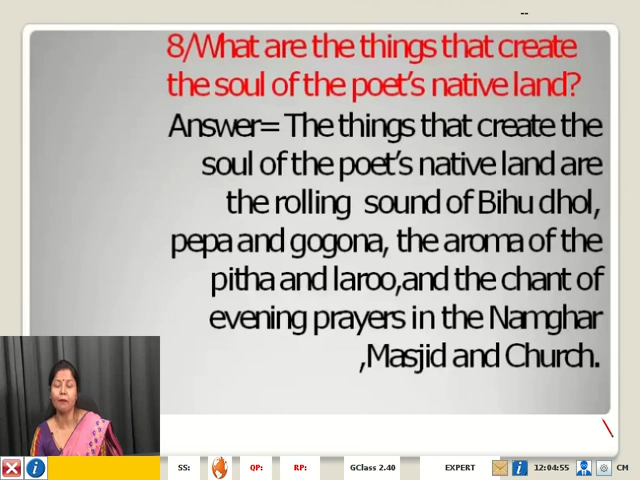 --
8/What are the things that create
the soul of the poet's native land?
Answer= The things that create the
soul of the poet's native land are
the rolling sound of Bihu dhol,
pepa and gogona, the aroma of the
pitha and laroo,and the chant of
evening prayers in the Namghar
,Masjid and Church.
SS: QP: RP: GClass 2.40 EXPERT 12:04:55 CM